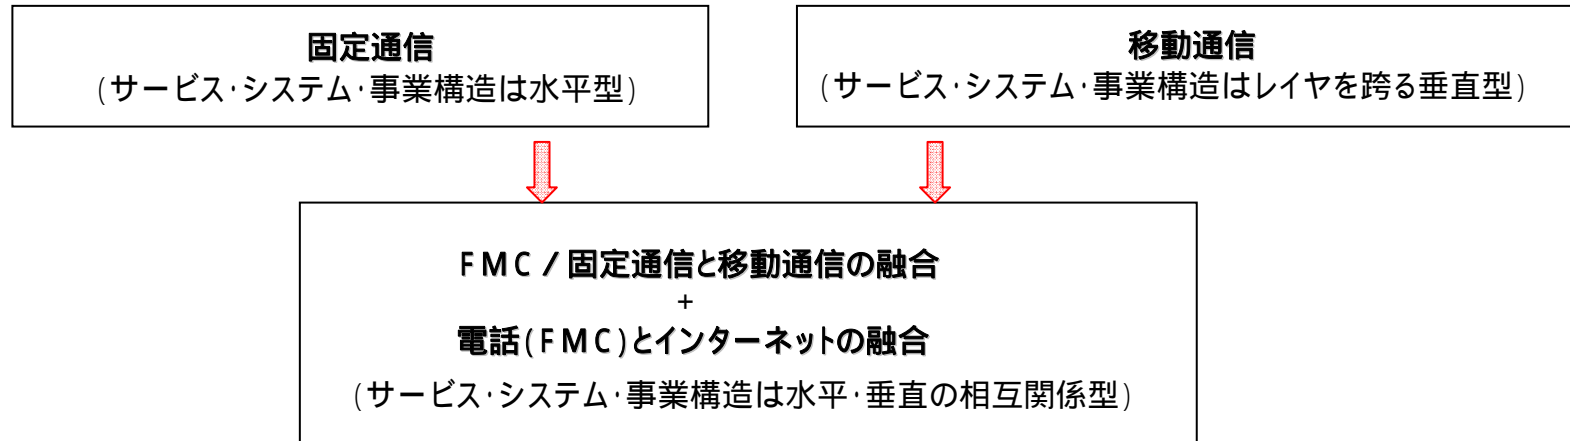 固定通信
(サービス・システム・事業構造は水平型)
移動通信
(サービス・システム・事業構造はレイヤを跨る垂直型)
FMC/固定通信と移動通信の融合
+
電話(FMC)とインターネットの融合
(サービス・システム・事業構造は水平・垂直の相互関係型)